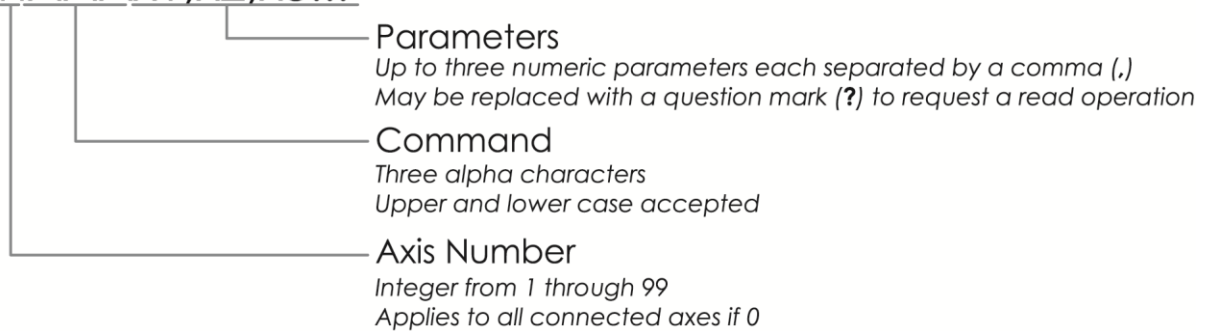 Parameters
Up to three numeric parameters each separated by a comma (,)
May be replaced with a question mark (?) to request a read operation
Command
Three alpha characters
Upper and lower case accepted
Axis Number
Integer from 1 through 99
Applies to all connected axes if 0